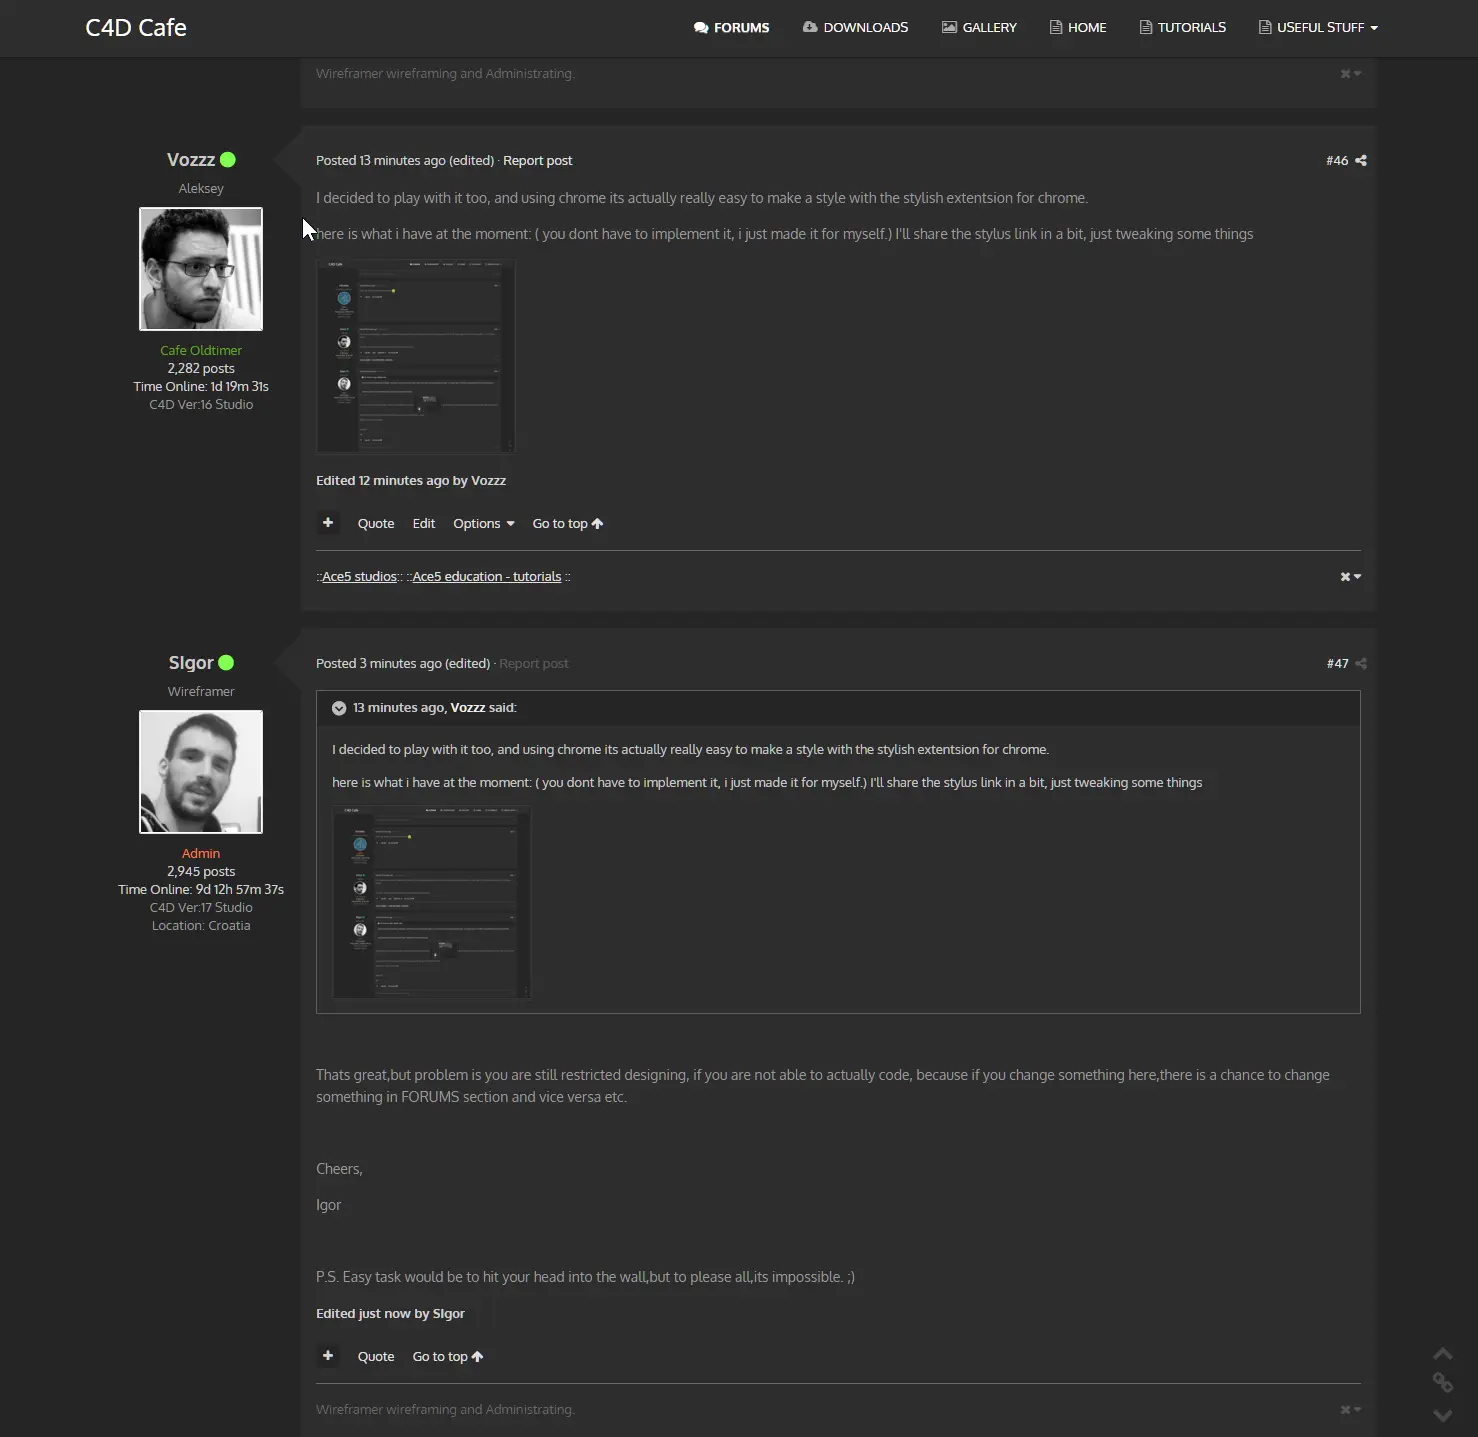 C4D Cafe
FORUMS DOWNLOADS GALLERY HOME TUTORIALS USEFUL STUFF
Wireframer wireframing and Administrating.
Vozzz
Aleksey
Cafe Oldtimer
2,282 posts
Time Online: 1d 19m 31s
C4D Ver:16 Studio
Posted 13 minutes ago (edited) · Report post
#46
I decided to play with it too, and using chrome its actually really easy to make a style with the stylish extentsion for chrome.
here is what i have at the moment: ( you dont have to implement it, i just made it for myself.) I'll share the stylus link in a bit, just tweaking some things
Edited 12 minutes ago by Vozzz
+ Quote Edit Options Go to top
::Ace5 studios:: ::Ace5 education - tutorials ::
SIgor
Wireframer
Admin
2,945 posts
Time Online: 9d 12h 57m 37s
C4D Ver:17 Studio
Location: Croatia
Posted 3 minutes ago (edited) · Report post
#47
13 minutes ago, Vozzz said:
I decided to play with it too, and using chrome its actually really easy to make a style with the stylish extentsion for chrome.
here is what i have at the moment: ( you dont have to implement it, i just made it for myself.) I'll share the stylus link in a bit, just tweaking some things
Thats great,but problem is you are still restricted designing, if you are not able to actually code, because if you change something here,there is a chance to change
something in FORUMS section and vice versa etc.
Cheers,
Igor
P.S. Easy task would be to hit your head into the wall,but to please all,its impossible. ;)
Edited just now by SIgor
+ Quote Go to top
Wireframer wireframing and Administrating.